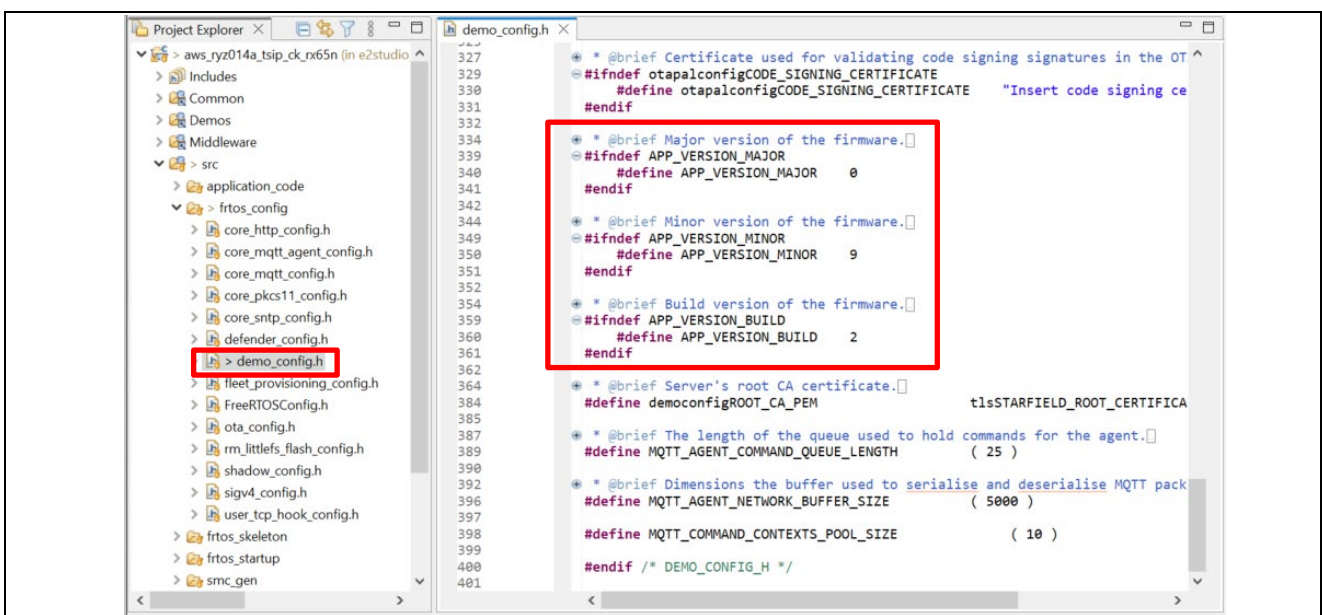 Project Explorer
> aws_ryz014a_tsip_ck_rx65n (in e2studio
> Includes
> Common
> Demos
> Middleware
> src
> application_code
> frtos_config
> core_http_config.h
> core_mqtt_agent_config.h
> core_mqtt_config.h
> core_pkcs11_config.h
> core_sntp_config.h
> defender_config.h
> demo_config.h
> fleet_provisioning_config.h
> FreeRTOSConfig.h
> ota_config.h
> rm_littlefs_flash_config.h
> shadow_config.h
> sigv4_config.h
> user_tcp_hook_config.h
> frtos_skeleton
> frtos_startup
> smc_gen
demo_config.h
327 * @brief Certificate used for validating code signing signatures in the OT
329 #ifndef otapalconfigCODE_SIGNING_CERTIFICATE
330 #define otapalconfigCODE_SIGNING_CERTIFICATE "Insert code signing ce
331 #endif
332
334 * @brief Major version of the firmware.
339 #ifndef APP_VERSION_MAJOR
340 #define APP_VERSION_MAJOR 0
341 #endif
342
344 * @brief Minor version of the firmware.
349 #ifndef APP_VERSION_MINOR
350 #define APP_VERSION_MINOR 9
351 #endif
352
354 * @brief Build version of the firmware.
359 #ifndef APP_VERSION_BUILD
360 #define APP_VERSION_BUILD 2
361 #endif
362
364 * @brief Server's root CA certificate.
384 #define democonfigROOT_CA_PEM tlsSTARFIELD_ROOT_CERTIFICA
385
387 * @brief The length of the queue used to hold commands for the agent.
389 #define MQTT_AGENT_COMMAND_QUEUE_LENGTH ( 25 )
390
392 * @brief Dimensions the buffer used to serialise and deserialise MQTT pack
396 #define MQTT_AGENT_NETWORK_BUFFER_SIZE ( 5000 )
397
398 #define MQTT_COMMAND_CONTEXTS_POOL_SIZE ( 10 )
399
400 #endif /* DEMO_CONFIG_H */
401